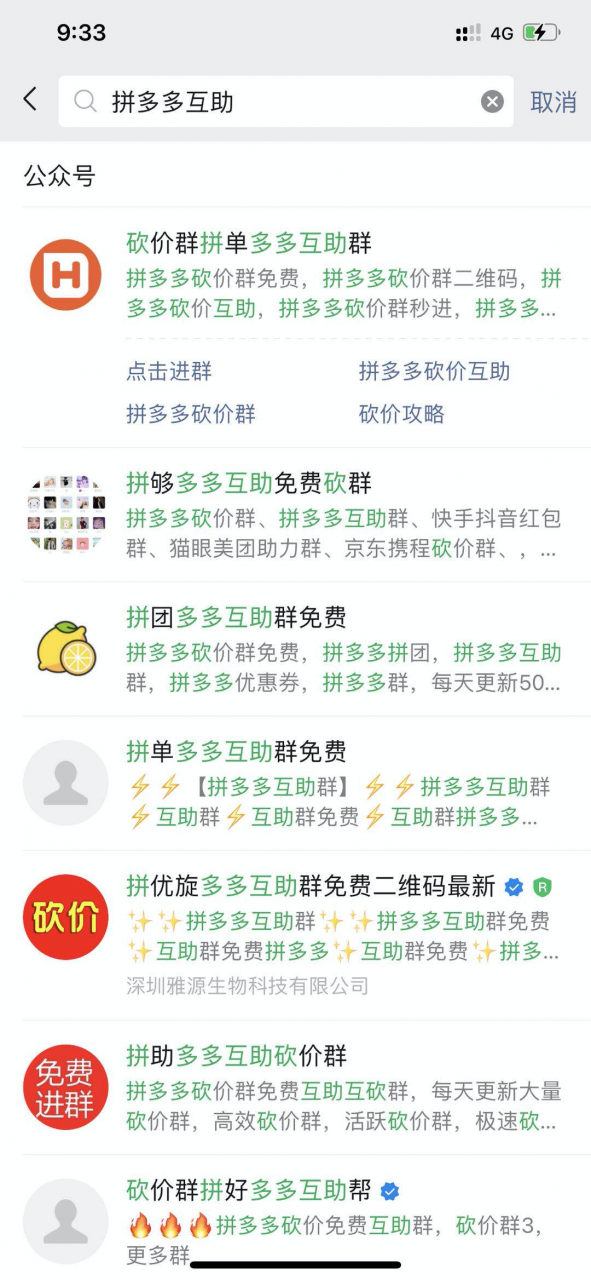 9:33
4G
拼多多互助
取消
公众号
砍价群拼单多多互助群
拼多多砍价群免费，拼多多砍价群二维码，拼
多多砍价互助，拼多多砍价群秒进，拼多多...
点击进群
拼多多砍价互助
拼多多砍价群
砍价攻略
拼够多多互助免费砍群
拼多多砍价群、拼多多互助群、快手抖音红包
群、猫眼美团助力群、京东携程砍价群、，...
拼团多多互助群免费
拼多多砍价群免费，拼多多拼团，拼多多互助
群，拼多多优惠券，拼多多群，每天更新50...
拼单多多互助群免费
⚡⚡【拼多多互助群】⚡⚡拼多多互助群
⚡互助群⚡互助群免费⚡互助群拼多多...
砍价
拼优旋多多互助群免费二维码最新
✨✨拼多多互助群✨✨拼多多互助群免费
✨互助群免费拼多多✨互助群免费✨拼多...
深圳雅源生物科技有限公司
免费
进群
拼助多多互助砍价群
拼多多砍价群免费互助互砍群，每天更新大量
砍价群，高效砍价群，活跃砍价群，极速砍...
砍价群拼好多多互助帮
🔥🔥🔥拼多多砍价免费互助群，砍价群3，
更多群